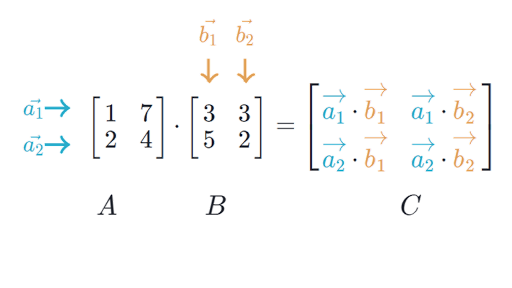 b₁⃗ b₂⃗
a₁⃗ → [1 7] · [3 3] = [a₁⃗ · b₁⃗ a₁⃗ · b₂⃗]
a₂⃗ → [2 4] [5 2] [a₂⃗ · b₁⃗ a₂⃗ · b₂⃗]
A B C